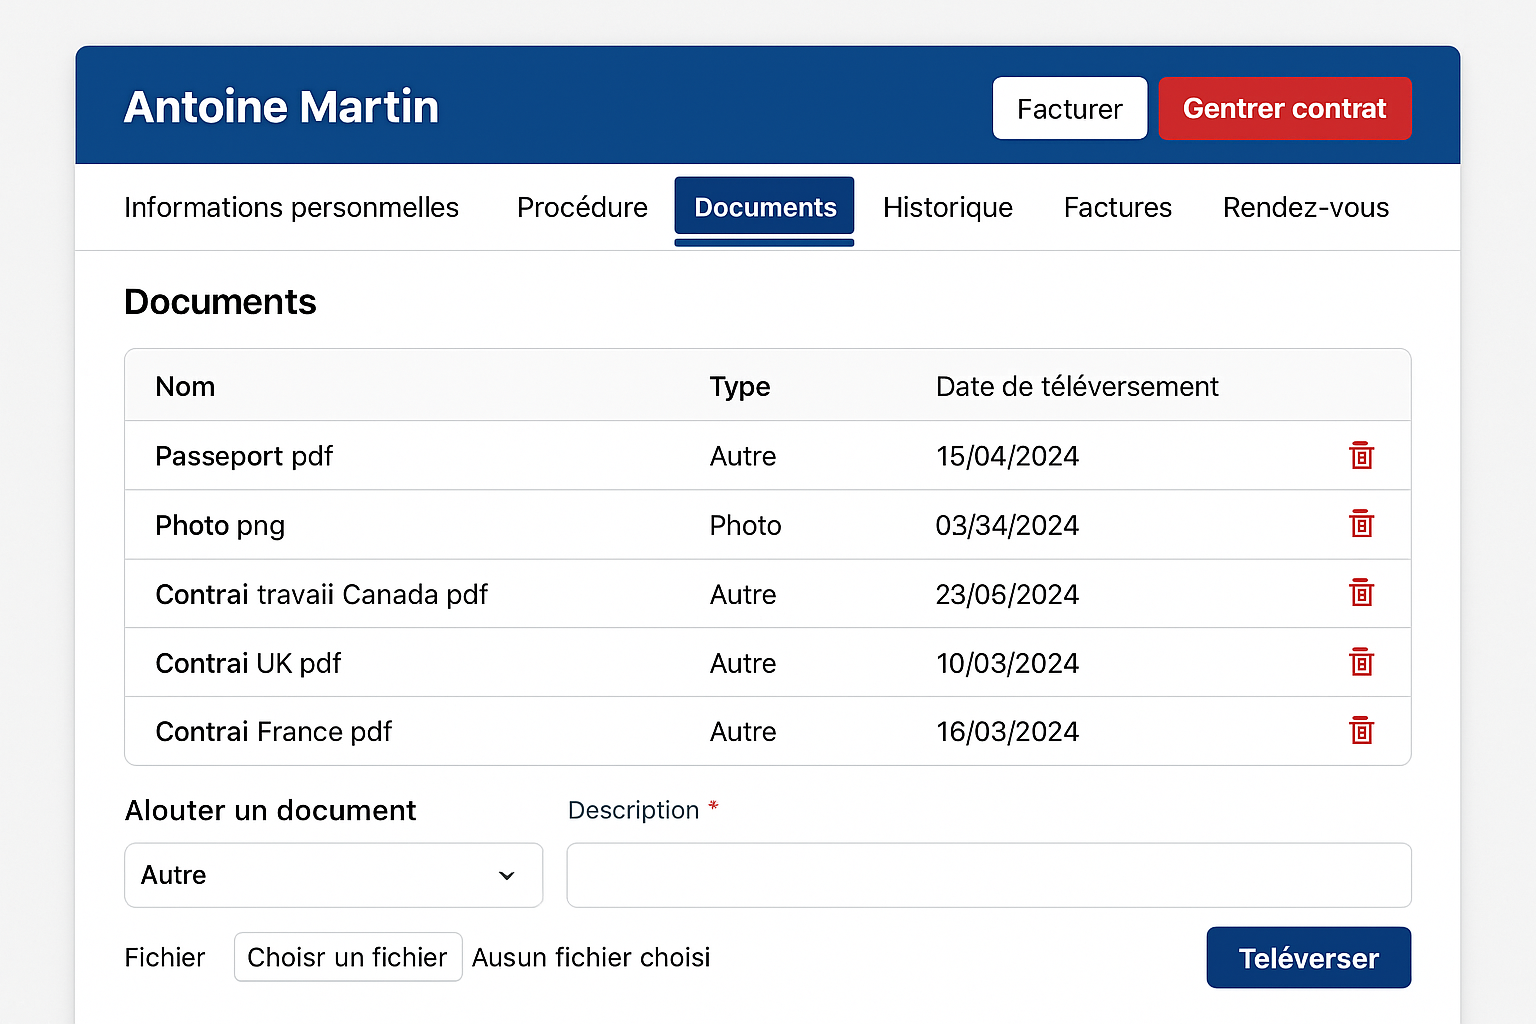 Antoine Martin
Facturer
Gentrer contrat
Informations personmelles
Procédure
Documents
Historique
Factures
Rendez-vous
Documents
Nom Type Date de téléversement
Passeport pdf Autre 15/04/2024
Photo png Photo 03/34/2024
Contrai travaii Canada pdf Autre 23/05/2024
Contrai UK pdf Autre 10/03/2024
Contrai France pdf Autre 16/03/2024
Alouter un document
Description *
Autre
Fichier Choisr un fichier Ausun fichier choisi
Teléverser